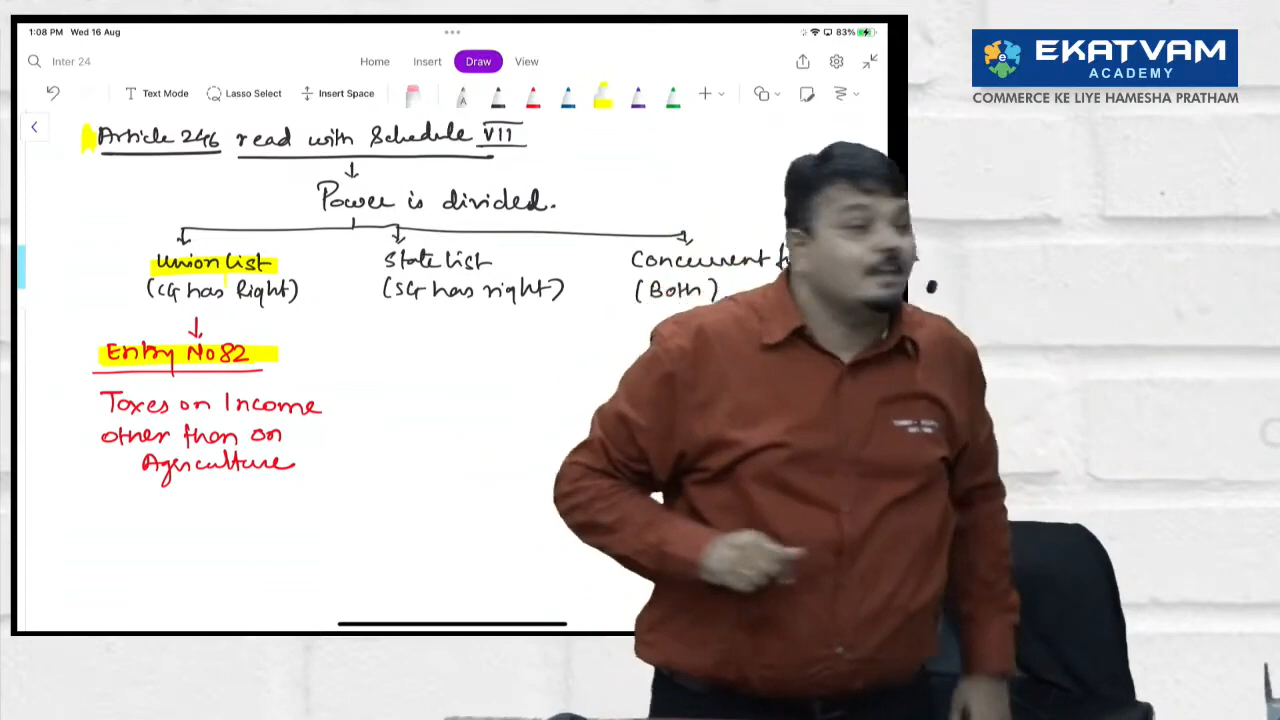 1:08 PM Wed 16 Aug
83%
Inter 24
Home Insert Draw View
Text Mode Lasso Select Insert Space
Article 246 read with Schedule VII
Power is divided.
Union List State List Concurrent
(CG has Right) (SG has right) (Both)
Entry No 82
Taxes on Income
other than on
Agriculture
EKATVAM
ACADEMY
COMMERCE KE LIYE HAMESHA PRATHAM